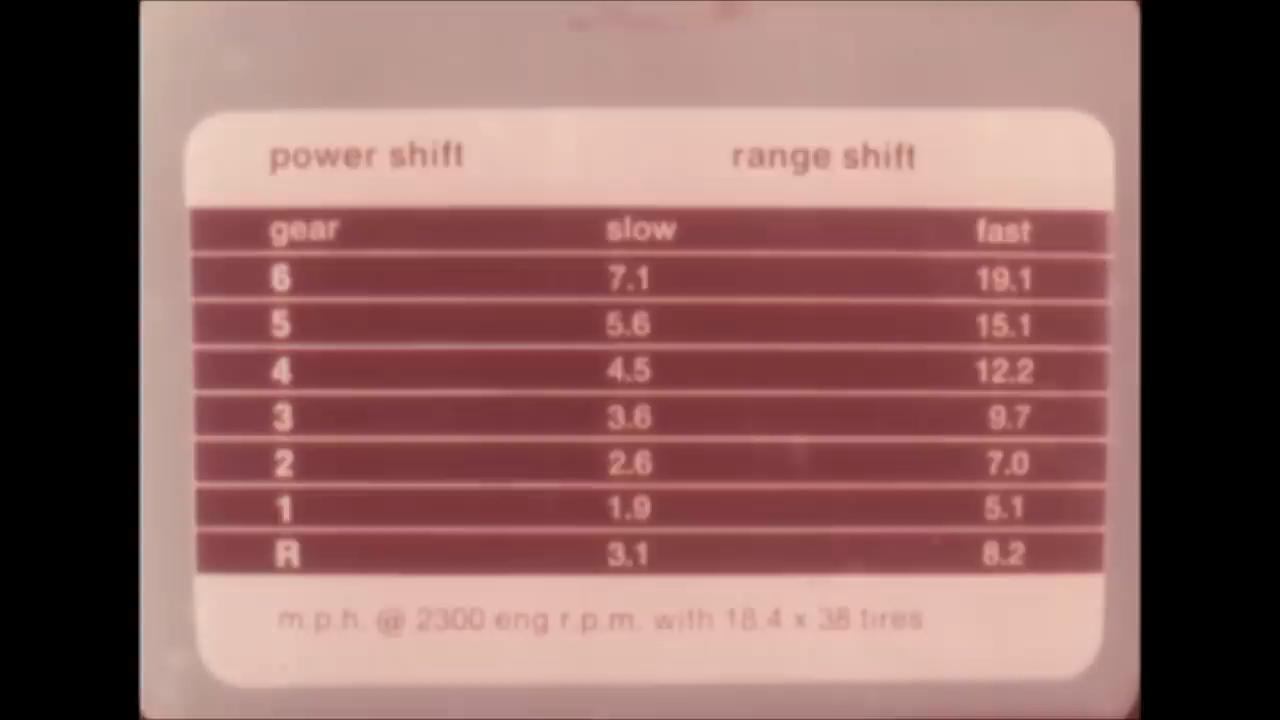 power shift range shift
gear slow fast
6 7.1 19.1
5 5.6 15.1
4 4.5 12.2
3 3.6 9.7
2 2.6 7.0
1 1.9 5.1
R 3.1 8.2
m.p.h. @ 2300 eng r.p.m. with 18.4 x 38 tires